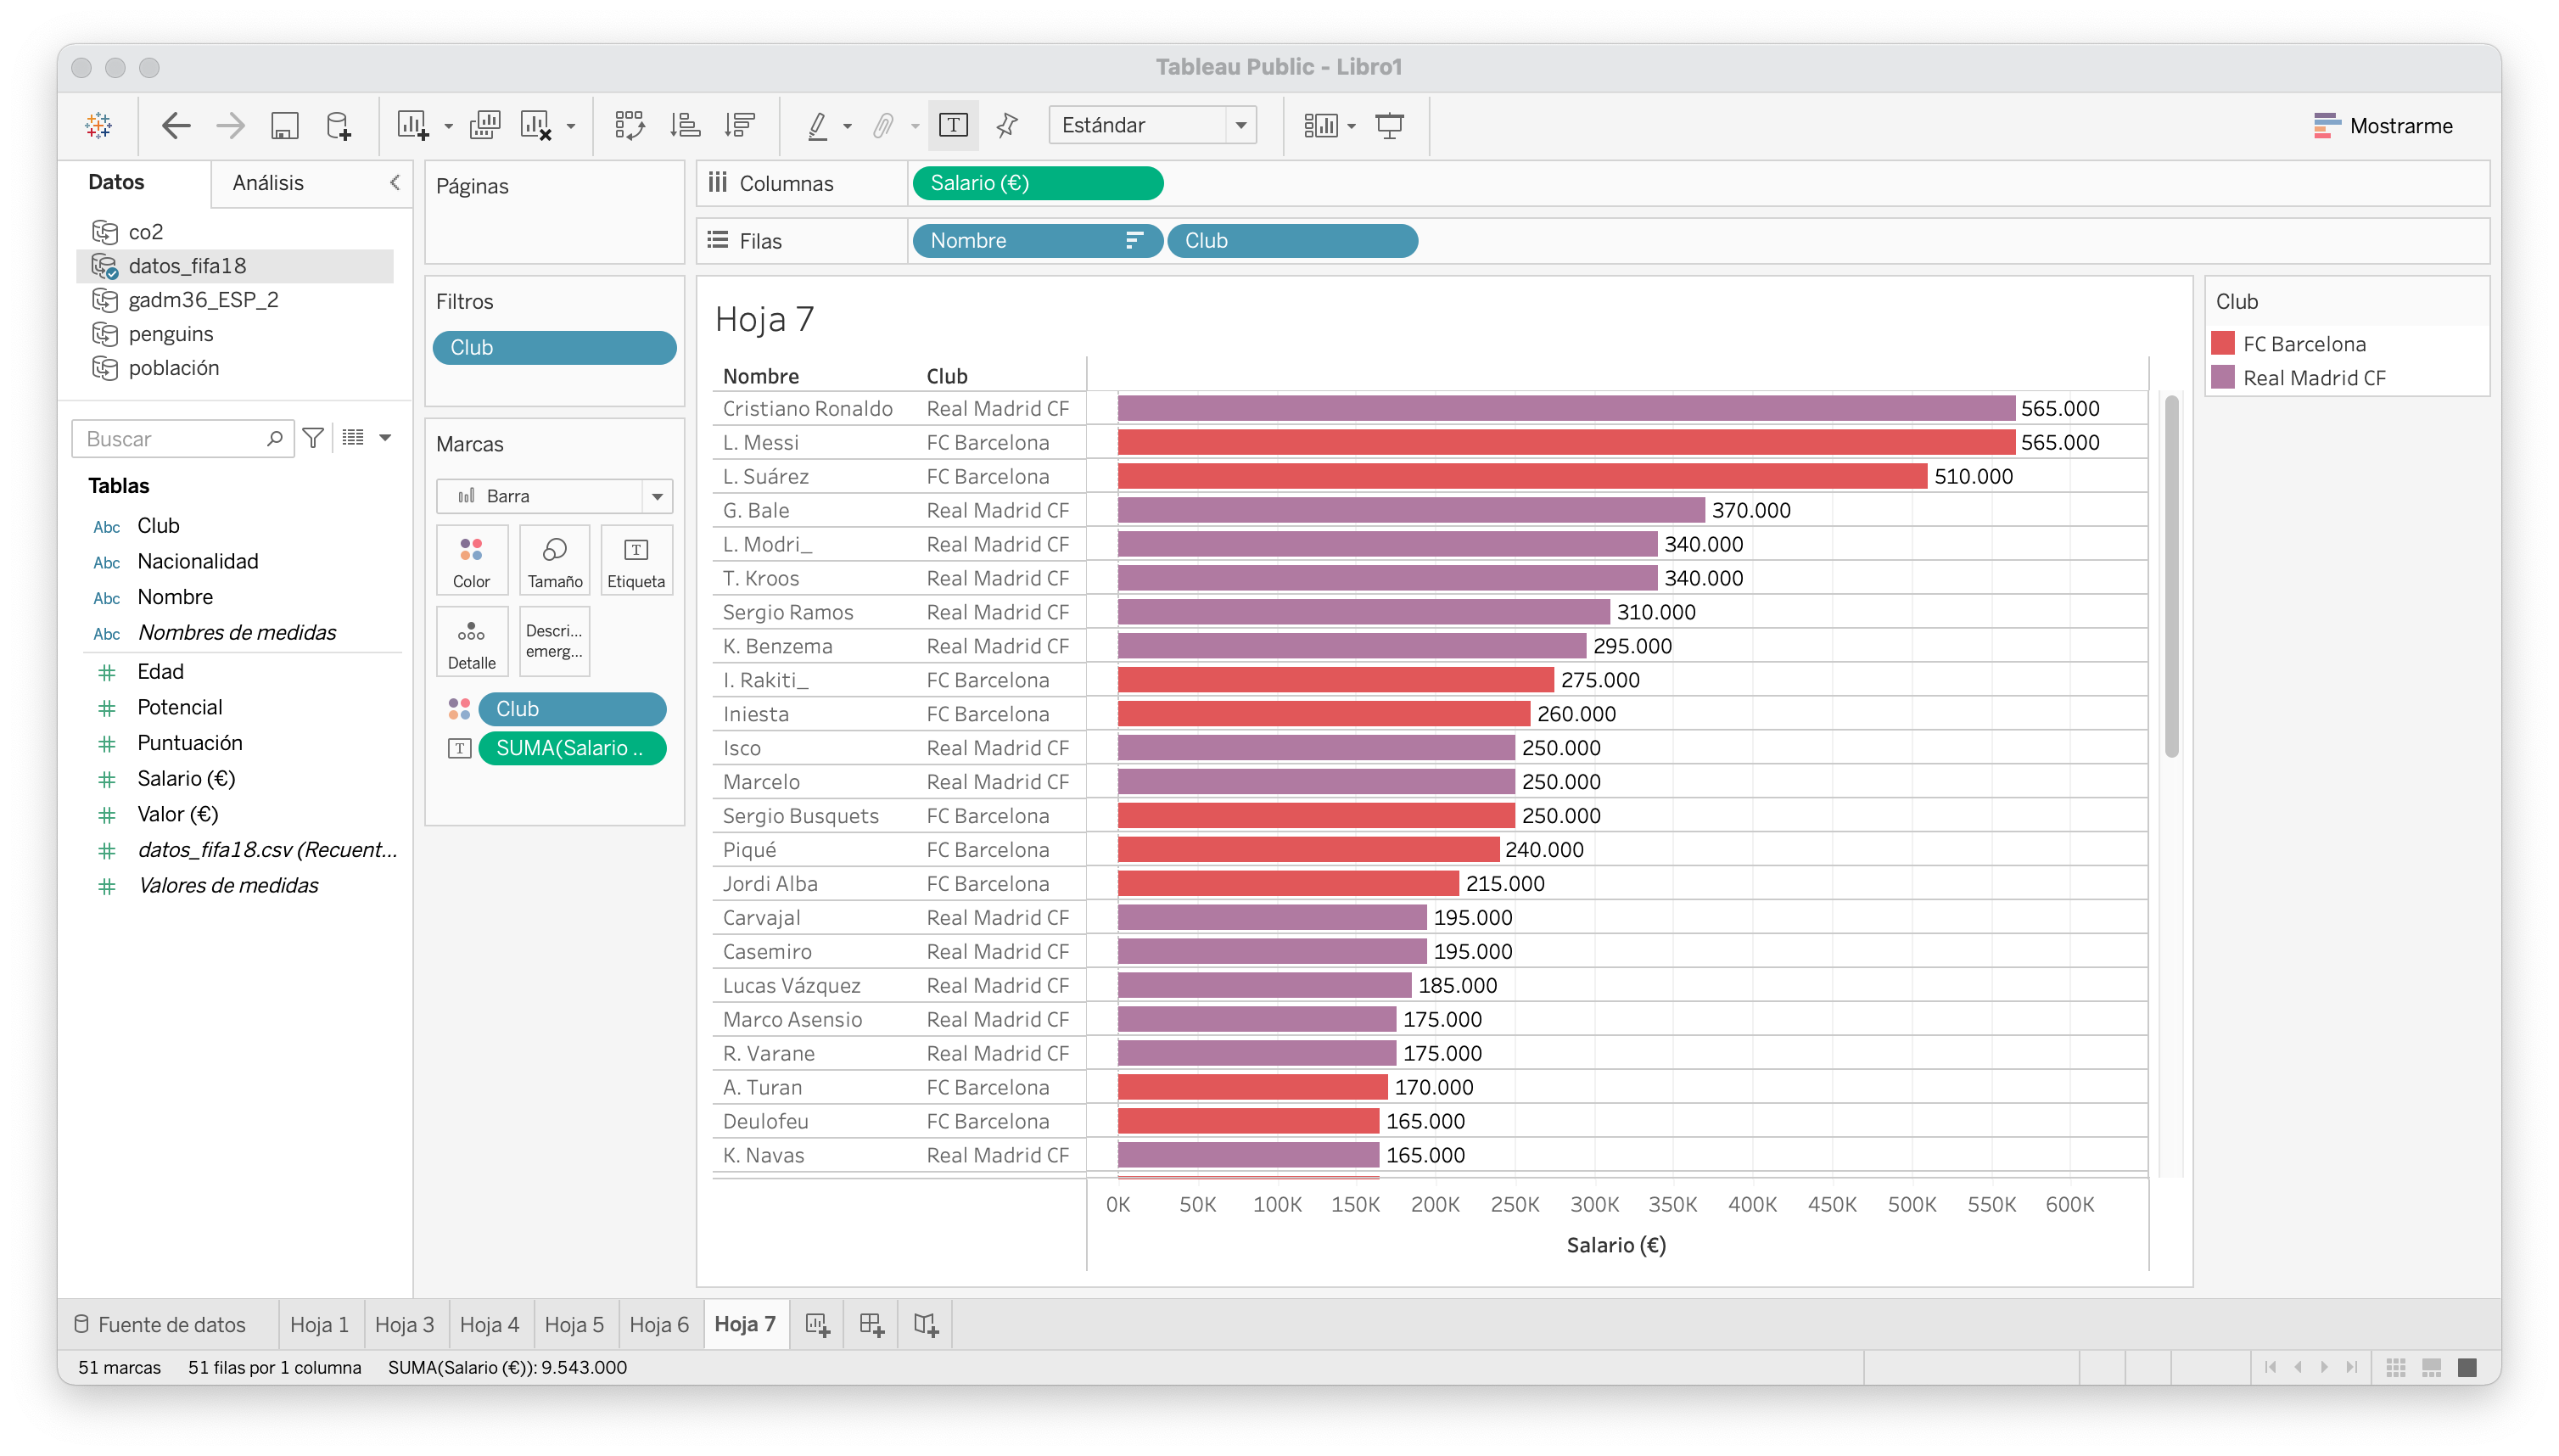 Tableau Public - Libro1
Estándar
Mostrarme
Datos
Análisis
co2
datos_fifa18
gadm36_ESP_2
penguins
población
Buscar
Tablas
Abc Club
Abc Nacionalidad
Abc Nombre
Abc Nombres de medidas
Edad
Potencial
Puntuación
Salario (€)
Valor (€)
datos_fifa18.csv (Recuent...
Valores de medidas
Páginas
Filtros
Club
Marcas
Barra
Color Tamaño T Etiqueta
Detalle Descri... emerg...
Club
T SUMA(Salario ..
Columnas Salario (€)
Filas Nombre Club
Hoja 7
Nombre Club
Cristiano Ronaldo Real Madrid CF 565.000
L. Messi FC Barcelona 565.000
L. Suárez FC Barcelona 510.000
G. Bale Real Madrid CF 370.000
L. Modri_ Real Madrid CF 340.000
T. Kroos Real Madrid CF 340.000
Sergio Ramos Real Madrid CF 310.000
K. Benzema Real Madrid CF 295.000
I. Rakiti_ FC Barcelona 275.000
Iniesta FC Barcelona 260.000
Isco Real Madrid CF 250.000
Marcelo Real Madrid CF 250.000
Sergio Busquets FC Barcelona 250.000
Piqué FC Barcelona 240.000
Jordi Alba FC Barcelona 215.000
Carvajal Real Madrid CF 195.000
Casemiro Real Madrid CF 195.000
Lucas Vázquez Real Madrid CF 185.000
Marco Asensio Real Madrid CF 175.000
R. Varane Real Madrid CF 175.000
A. Turan FC Barcelona 170.000
Deulofeu FC Barcelona 165.000
K. Navas Real Madrid CF 165.000
0K 50K 100K 150K 200K 250K 300K 350K 400K 450K 500K 550K 600K
Salario (€)
Club
FC Barcelona
Real Madrid CF
Fuente de datos Hoja 1 Hoja 3 Hoja 4 Hoja 5 Hoja 6 Hoja 7
51 marcas 51 filas por 1 columna SUMA(Salario (€)): 9.543.000